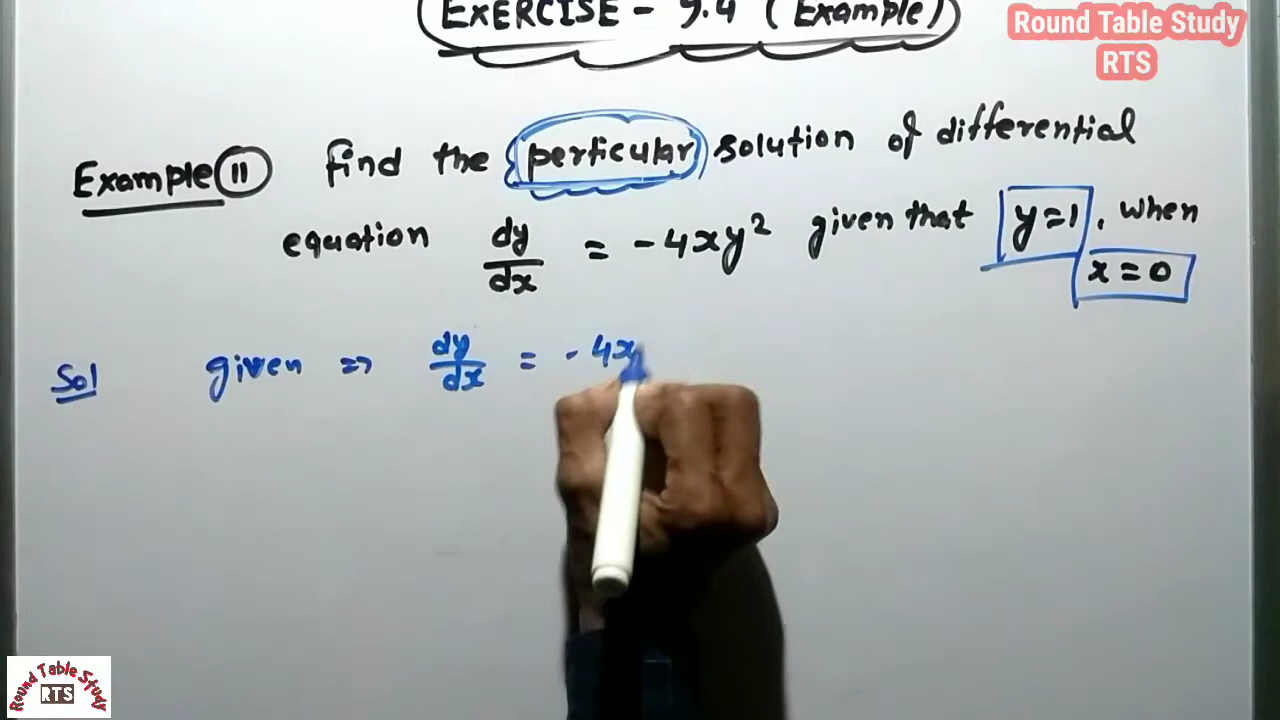 EXERCISE - 9.4 (Example)
Round Table Study
RTS
Example 11 find the perticular solution of differential
equation dy/dx = -4xy² given that y=1, when
x = 0
Sol given ⇒ dy/dx = - 4x
Round Table Study
RTS